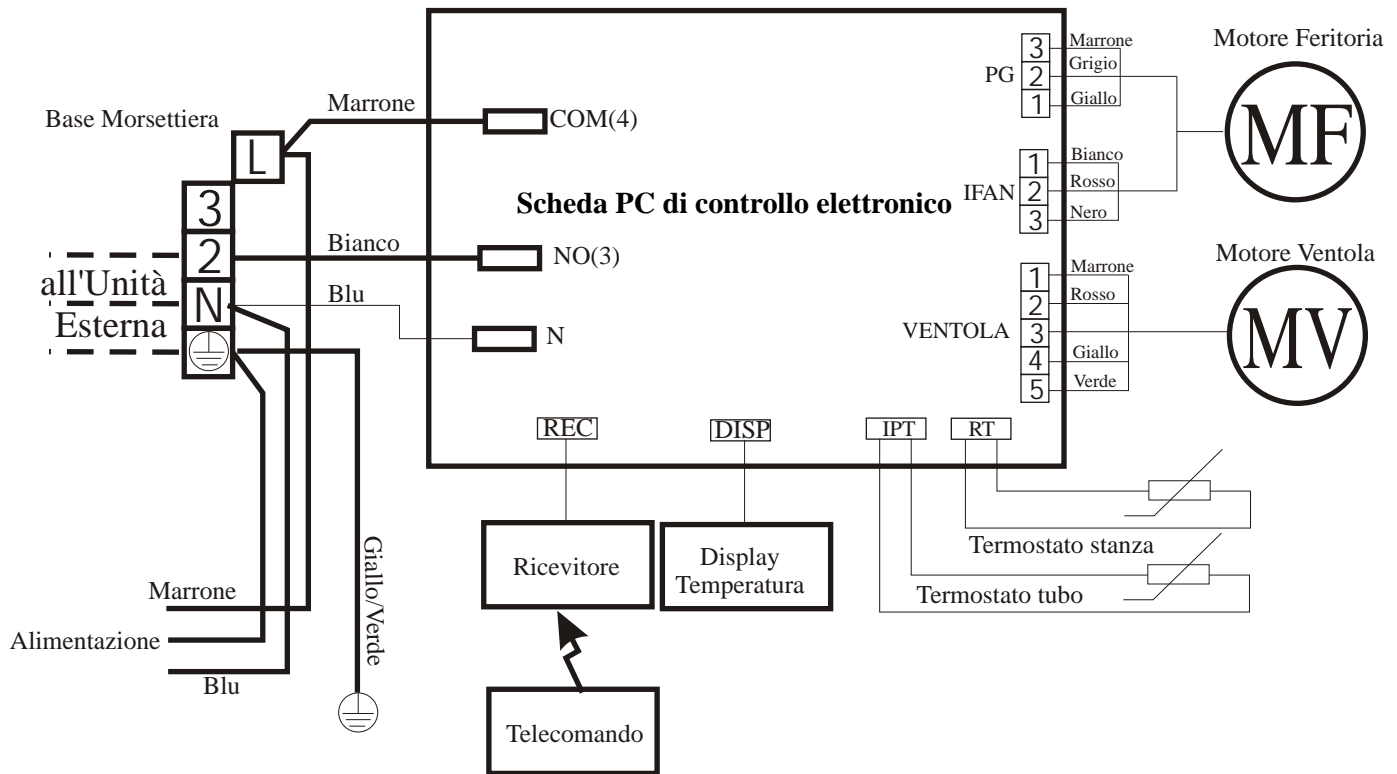 Base Morsettiera
L
3
2
N
all'Unità
Esterna
Marrone
Bianco
Blu
Marrone
Alimentazione
Blu
Giallo/Verde
Scheda PC di controllo elettronico
COM(4)
NO(3)
N
PG
3
2
1
Marrone
Grigio
Giallo
IFAN
1
2
3
Bianco
Rosso
Nero
VENTOLA
1
2
3
4
5
Marrone
Rosso
Giallo
Verde
Motore Feritoria
MF
Motore Ventola
MV
REC
DISP
IPT
RT
Ricevitore
Display
Temperatura
Termostato stanza
Termostato tubo
Telecomando